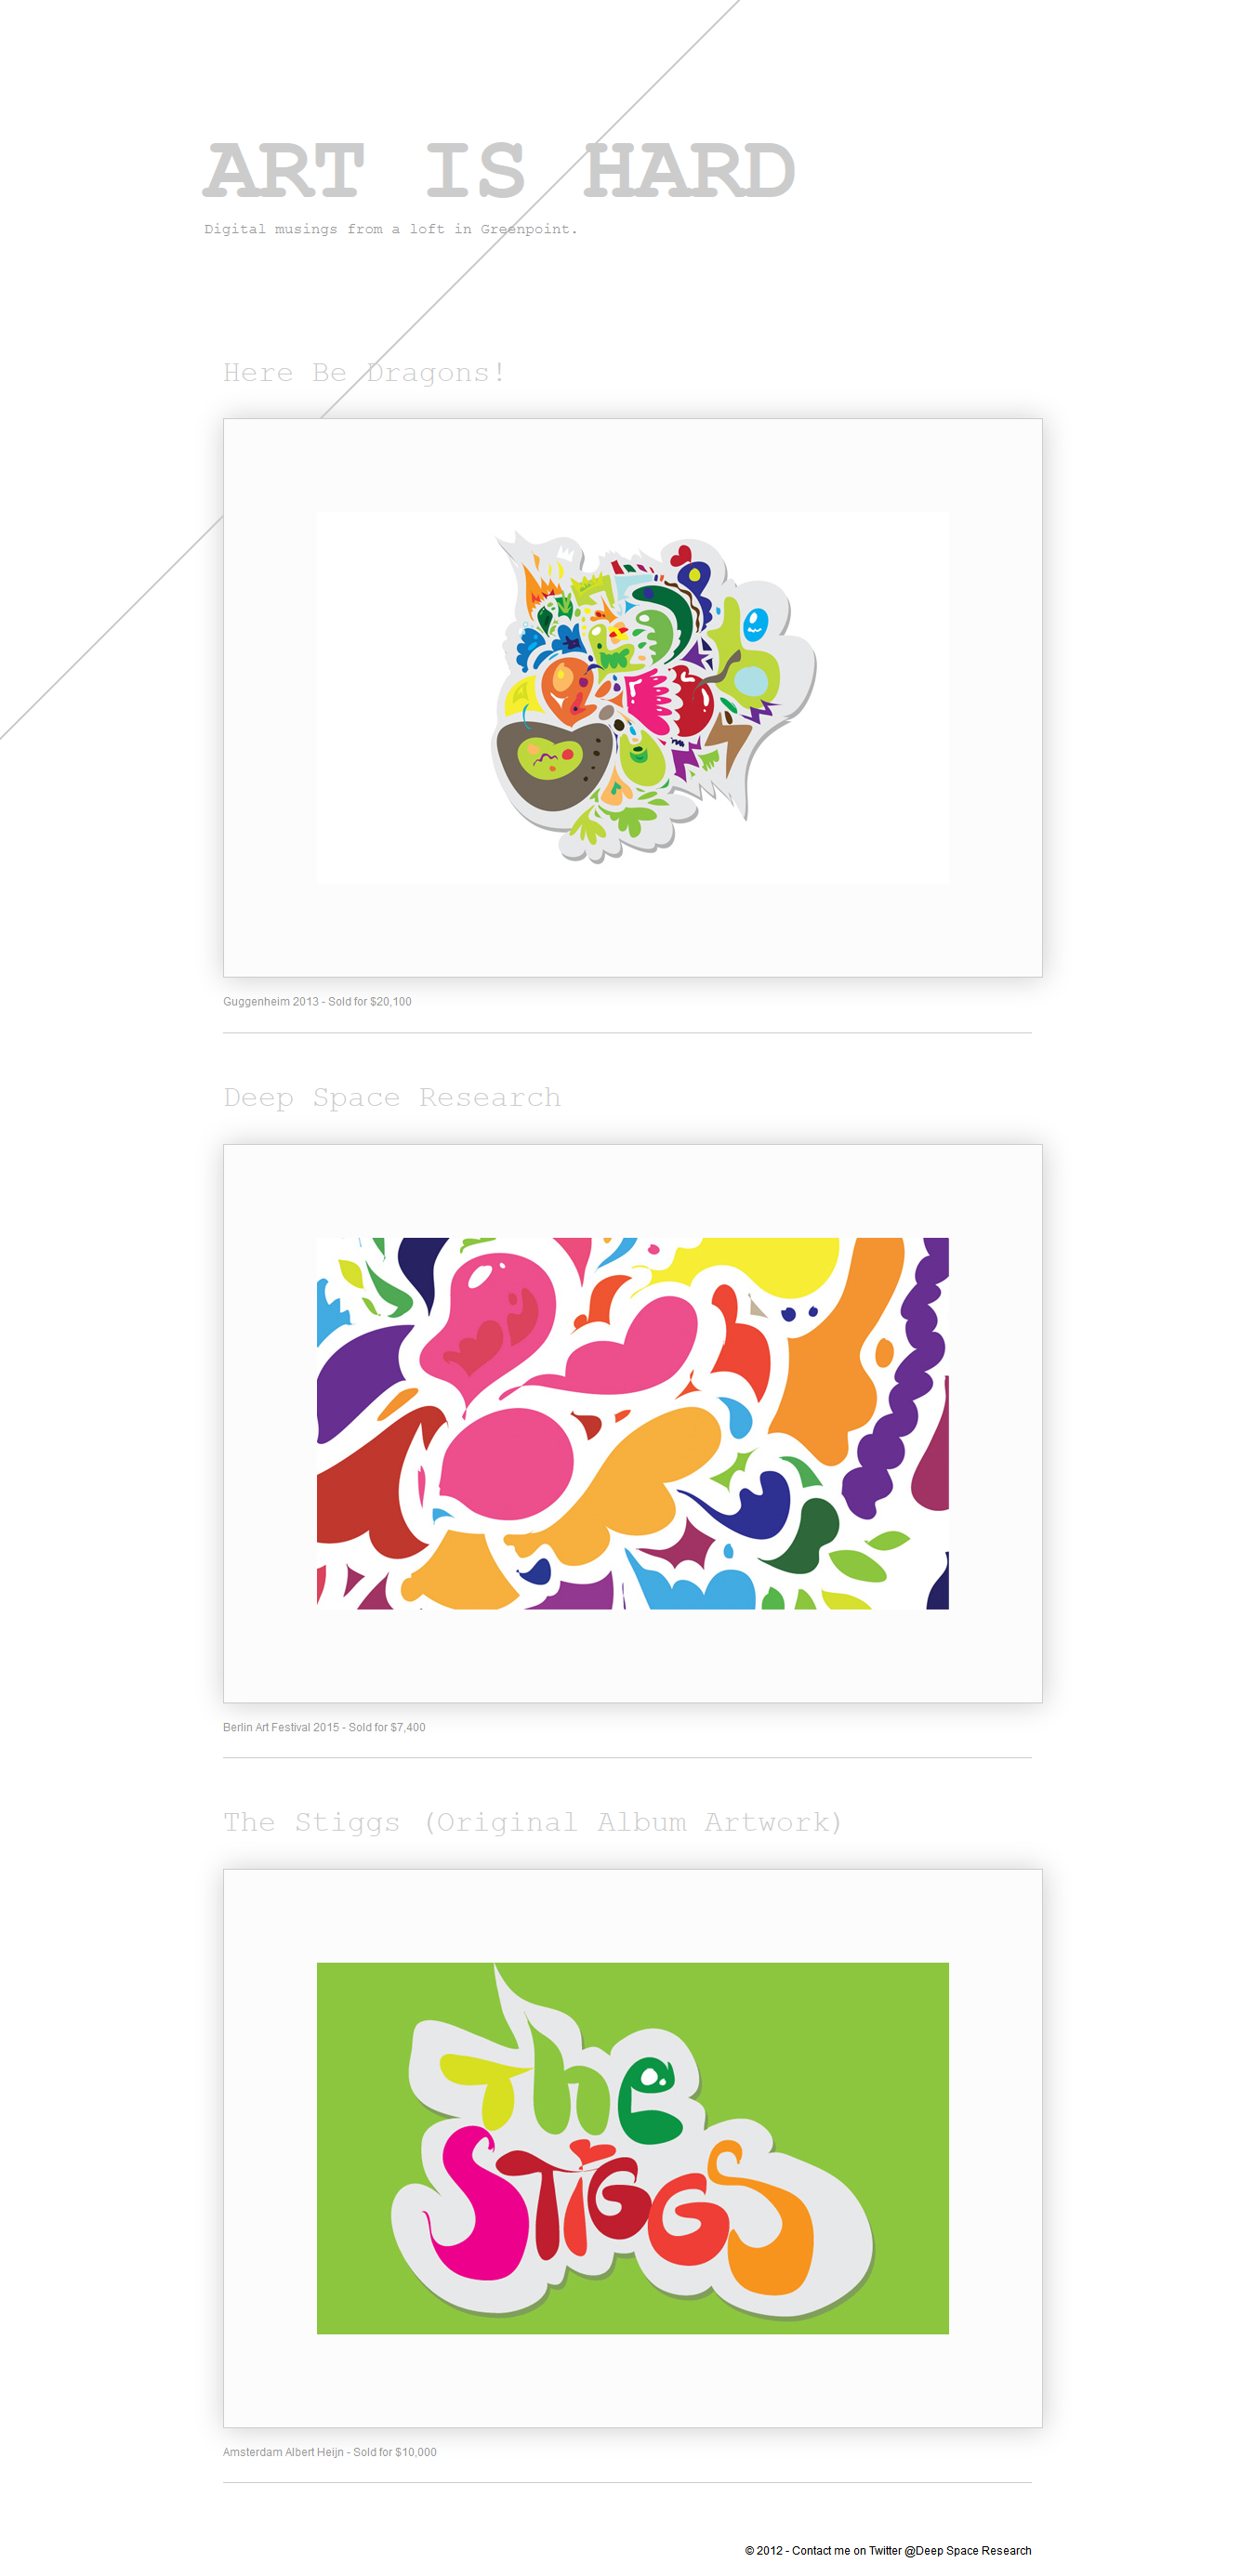 ART IS HARD
Digital musings from a loft in Greenpoint.
Here Be Dragons!
Guggenheim 2013 - Sold for $20,100
Deep Space Research
Berlin Art Festival 2015 - Sold for $7,400
The Stiggs (Original Album Artwork)
The
STiGGS
Amsterdam Albert Heijn - Sold for $10,000
© 2012 - Contact me on Twitter @Deep Space Research